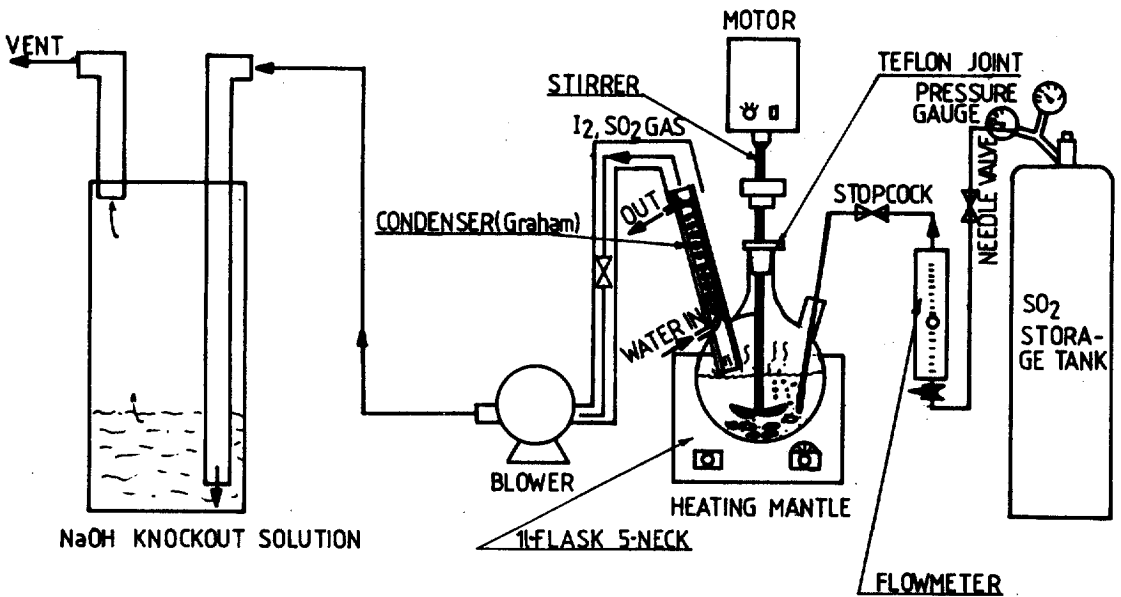 VENT
MOTOR
STIRRER
TEFLON JOINT
PRESSURE
GAUGE
I2, SO2 GAS
STOPCOCK
NEEDLE VALVE
OUT
CONDENSER(Graham)
WATER IN
SO2
STORA-
GE TANK
BLOWER
HEATING MANTLE
NaOH KNOCKOUT SOLUTION
1l-FLASK 5-NECK
FLOWMETER